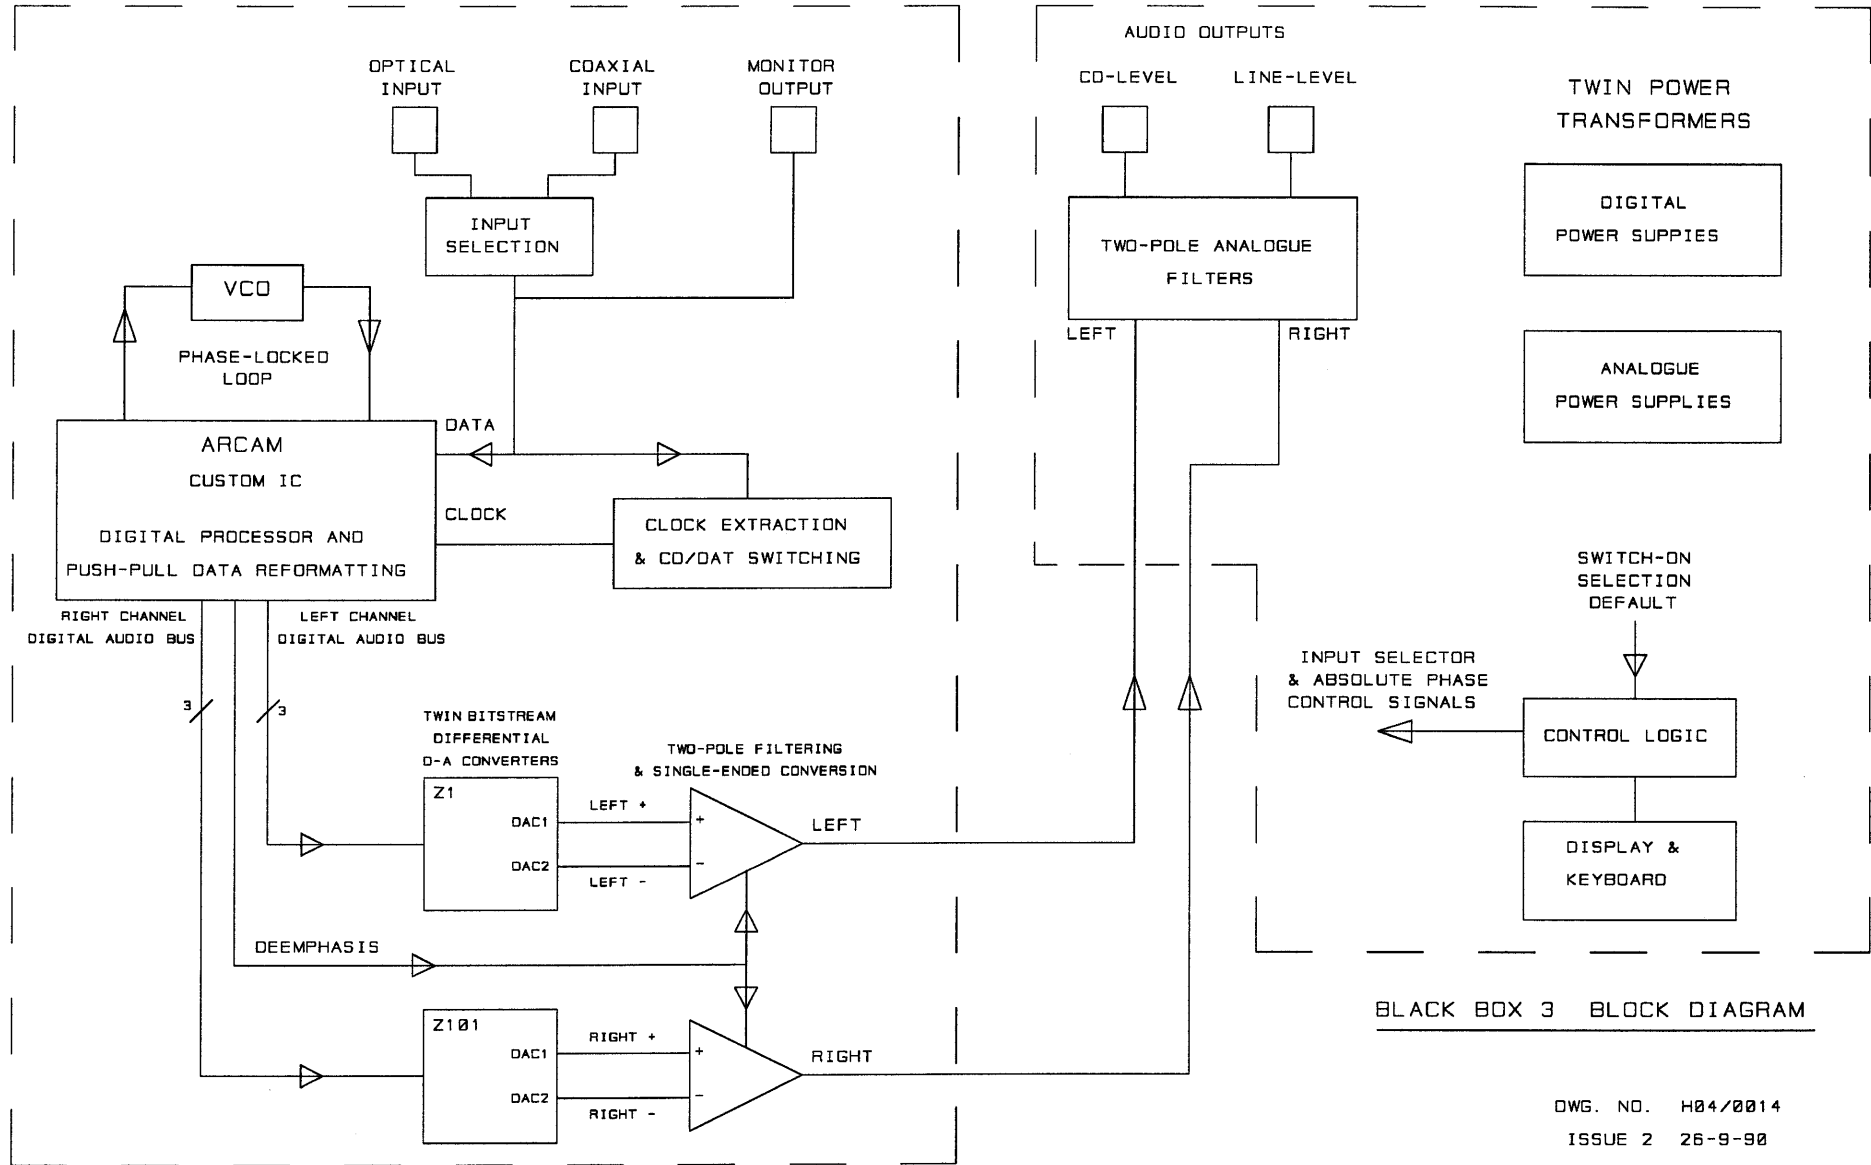 OPTICAL
INPUT
COAXIAL
INPUT
MONITOR
OUTPUT
INPUT
SELECTION
VCO
PHASE-LOCKED
LOOP
DATA
ARCAM
CUSTOM IC
DIGITAL PROCESSOR AND
PUSH-PULL DATA REFORMATTING
CLOCK
CLOCK EXTRACTION
& CD/DAT SWITCHING
RIGHT CHANNEL
DIGITAL AUDIO BUS
LEFT CHANNEL
DIGITAL AUDIO BUS
3
3
TWIN BITSTREAM
DIFFERENTIAL
D-A CONVERTERS
TWO-POLE FILTERING
& SINGLE-ENDED CONVERSION
Z1
DAC1
DAC2
LEFT +
LEFT -
+
-
LEFT
DEEMPHASIS
Z101
DAC1
DAC2
RIGHT +
RIGHT -
+
-
RIGHT
AUDIO OUTPUTS
CD-LEVEL
LINE-LEVEL
TWO-POLE ANALOGUE
FILTERS
LEFT
RIGHT
TWIN POWER
TRANSFORMERS
DIGITAL
POWER SUPPIES
ANALOGUE
POWER SUPPLIES
SWITCH-ON
SELECTION
DEFAULT
INPUT SELECTOR
& ABSOLUTE PHASE
CONTROL SIGNALS
CONTROL LOGIC
DISPLAY &
KEYBOARD
BLACK BOX 3 BLOCK DIAGRAM
DWG. NO. H04/0014
ISSUE 2 26-9-90